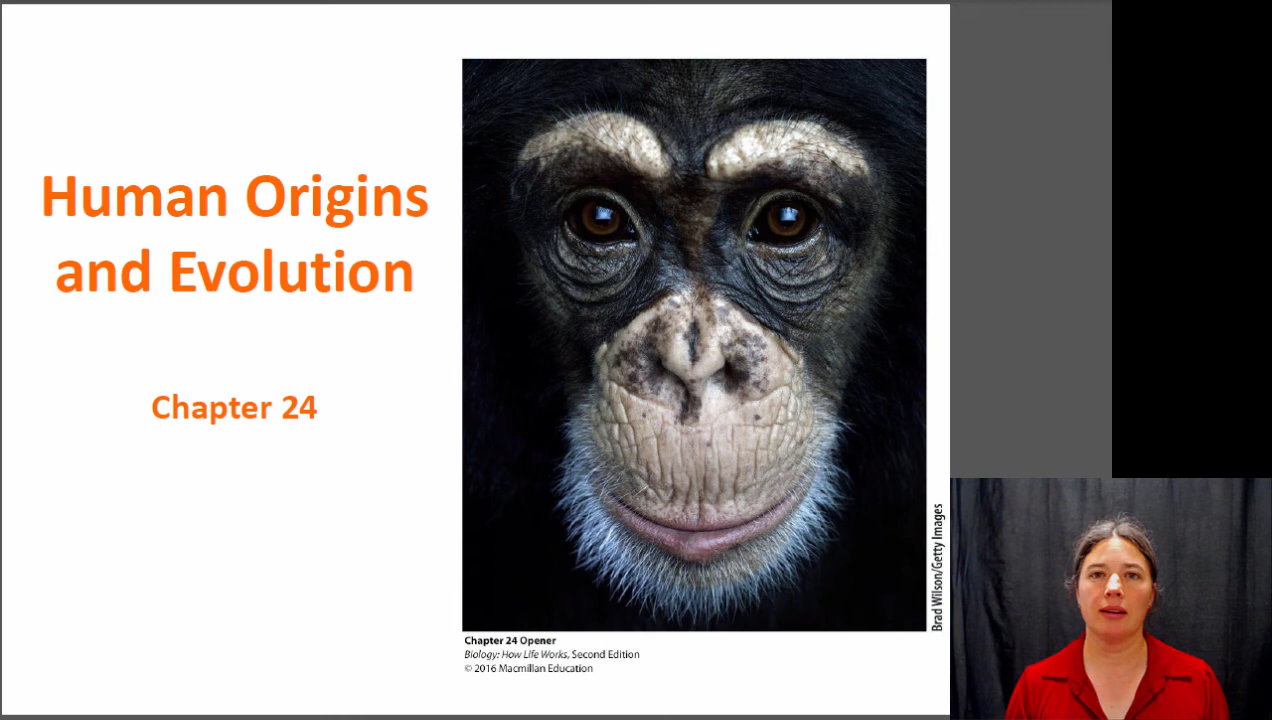 Human Origins
and Evolution
Chapter 24
Brad Wilson/Getty Images
Chapter 24 Opener
Biology: How Life Works, Second Edition
© 2016 Macmillan Education